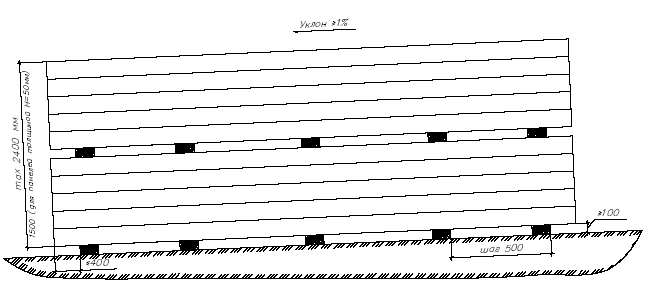 Уклон ≥1%
max 2400 мм
1500 (для панелей толщиной H=50мм)
≥100
шаг 500
≤400